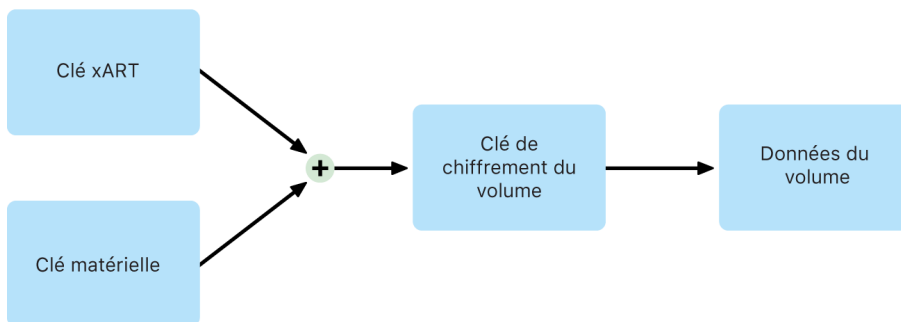 Clé xART
Clé matérielle
+
Clé de
chiffrement du
volume
Données du
volume